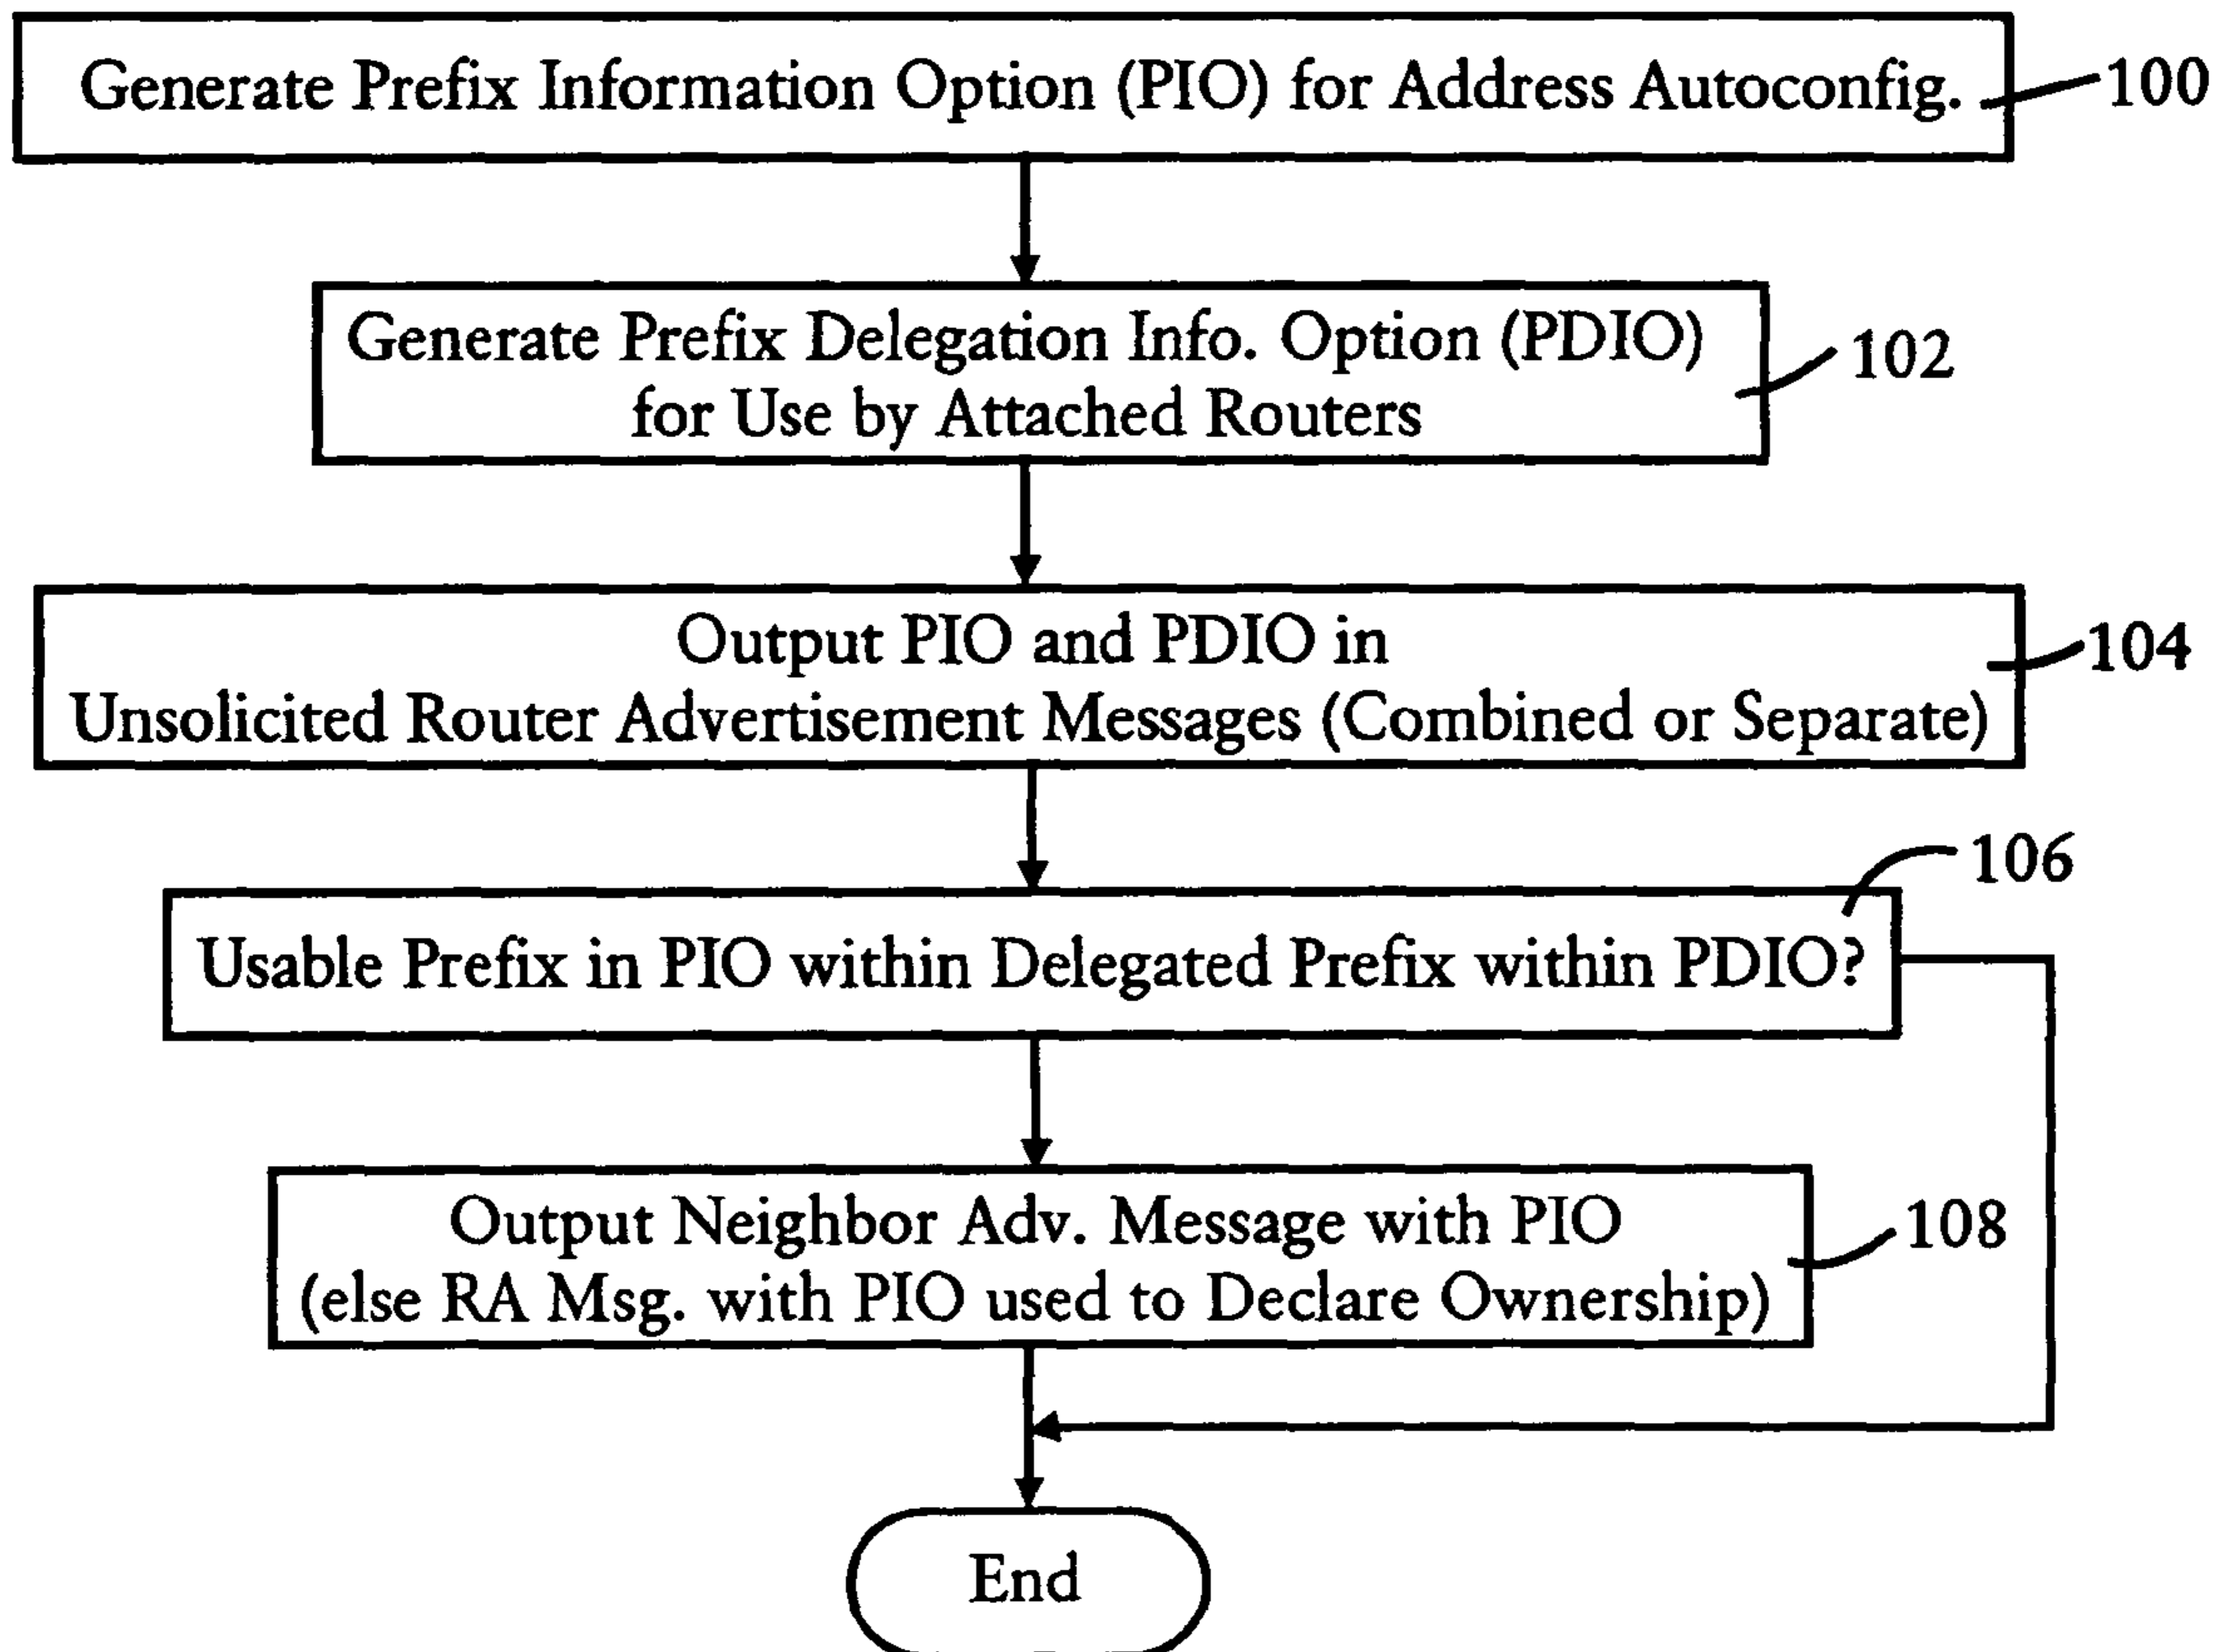 Generate Prefix Information Option (PIO) for Address Autoconfig.
100
Generate Prefix Delegation Info. Option (PDIO)
for Use by Attached Routers
102
Output PIO and PDIO in
Unsolicited Router Advertisement Messages (Combined or Separate)
104
106
Usable Prefix in PIO within Delegated Prefix within PDIO?
Output Neighbor Adv. Message with PIO
(else RA Msg. with PIO used to Declare Ownership)
108
End